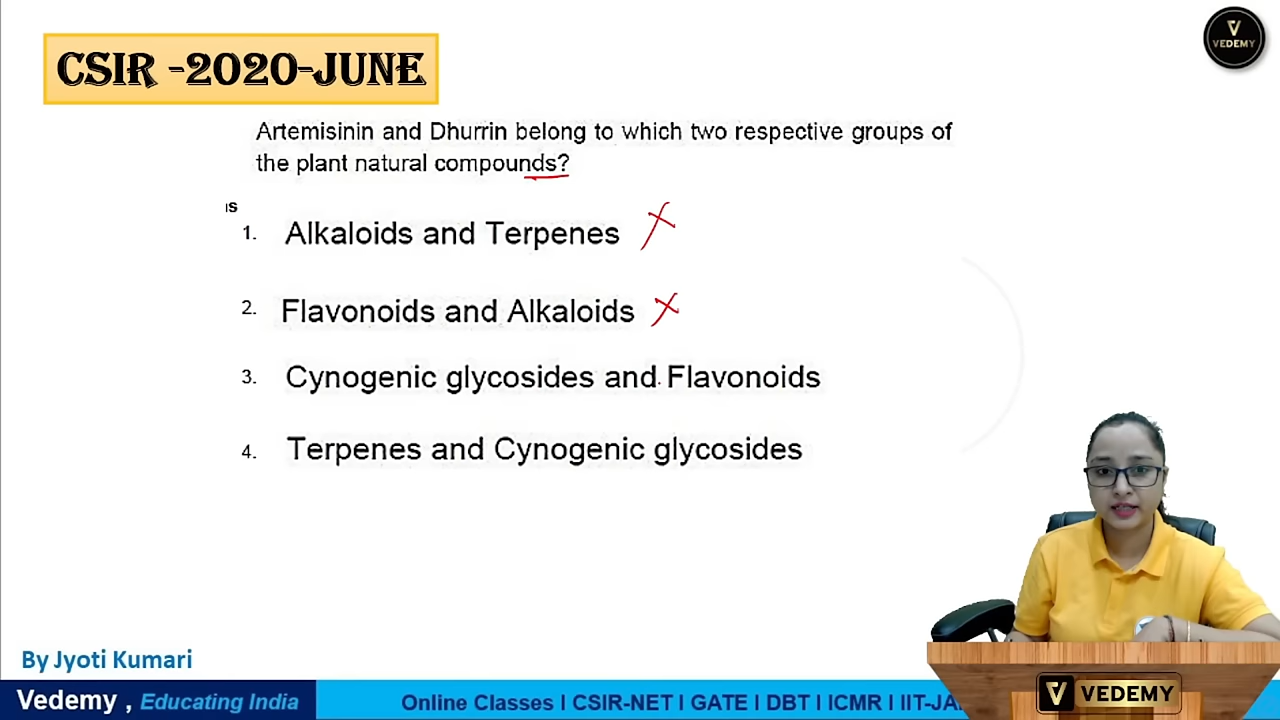 CSIR -2020-JUNE
V
VEDEMY
Artemisinin and Dhurrin belong to which two respective groups of
the plant natural compounds?
1. Alkaloids and Terpenes
2. Flavonoids and Alkaloids
3. Cynogenic glycosides and Flavonoids
4. Terpenes and Cynogenic glycosides
By Jyoti Kumari
Vedemy , Educating India
Online Classes I CSIR-NET I GATE I DBT I ICMR I IIT-JA
V VEDEMY